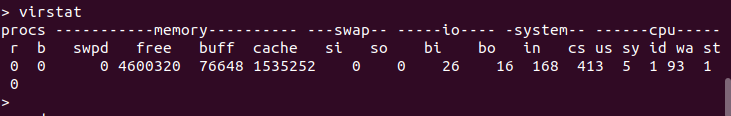 > virstat
procs -----------memory---------- ---swap-- -----io---- -system-- ------cpu-----
r b swpd free buff cache si so bi bo in cs us sy id wa st
0 0 0 4600320 76648 1535252 0 0 26 16 168 413 5 1 93 1
0
>